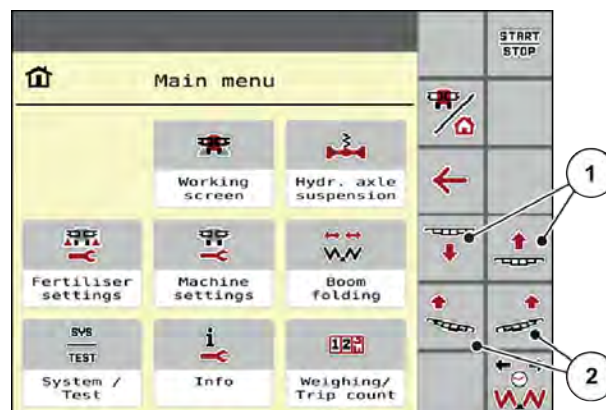 START
STOP
Main menu
Working
screen
Hydr. axle
suspension
1
Fertiliser
settings
Machine
settings
Boom
folding
SYS
TEST
i
123
System /
Test
Info
Weighing/
Trip count
2